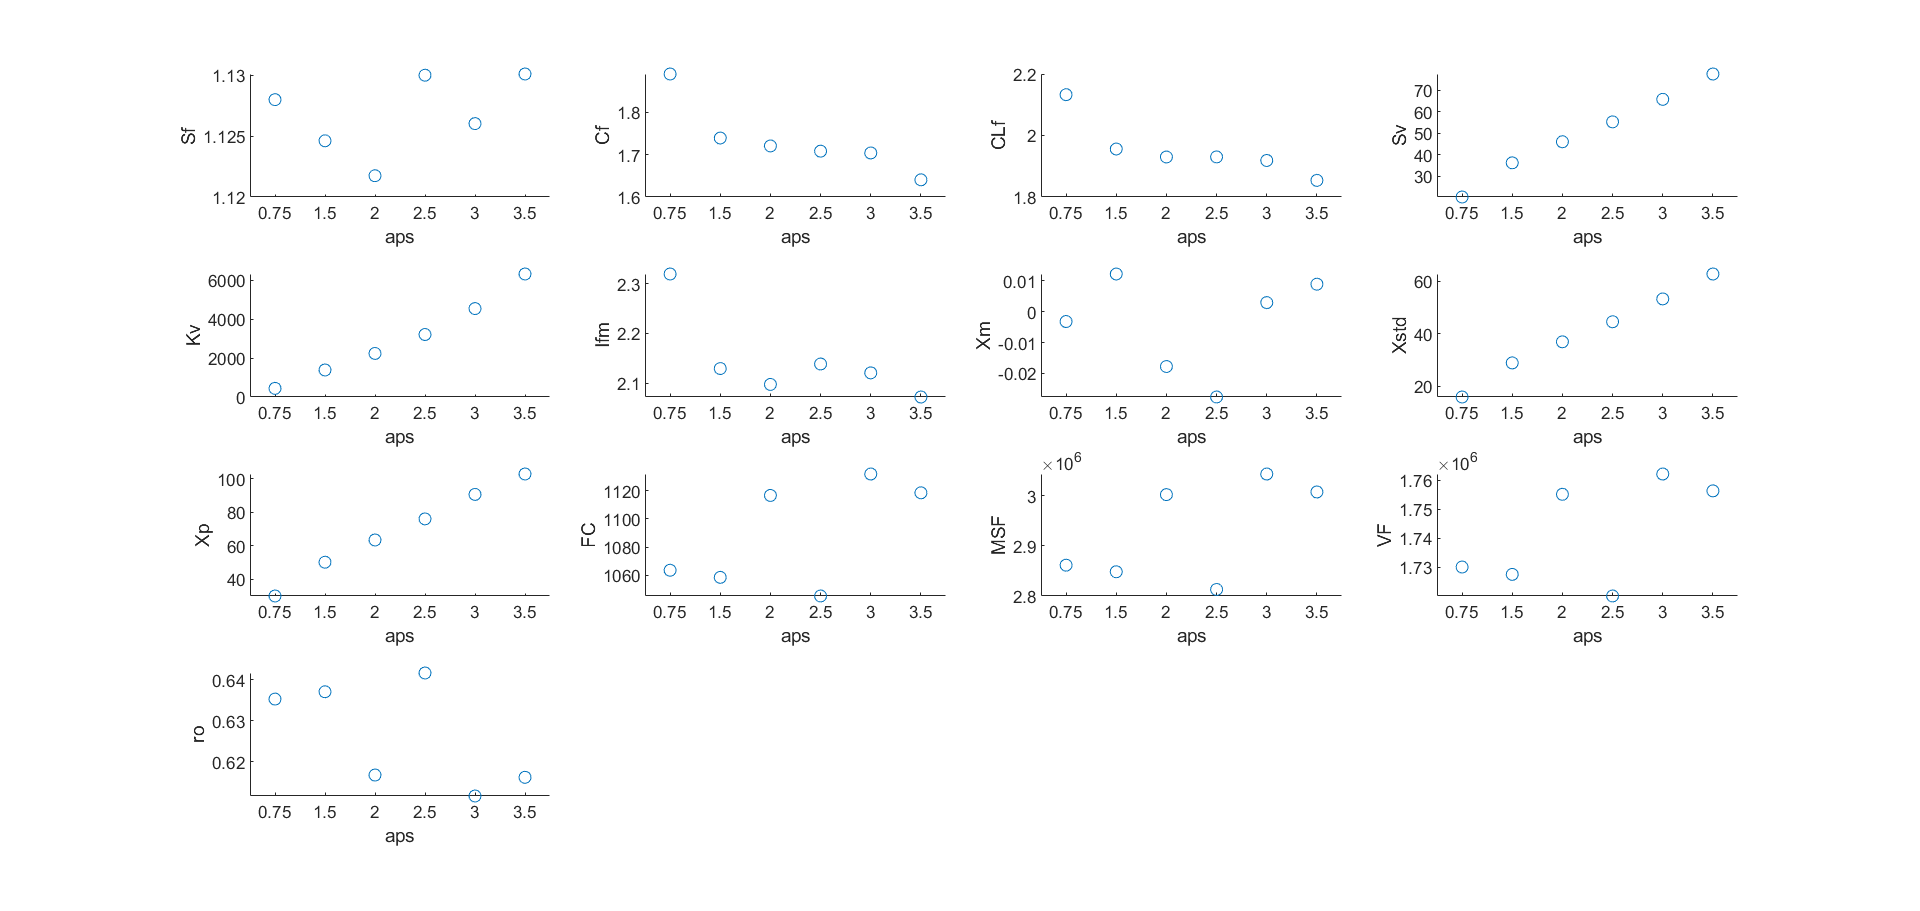 Sf
1.13
1.125
1.12
0.75 1.5 2 2.5 3 3.5
aps
Cf
1.8
1.7
1.6
0.75 1.5 2 2.5 3 3.5
aps
CLf
2.2
2
1.8
0.75 1.5 2 2.5 3 3.5
aps
Sv
70
60
50
40
30
0.75 1.5 2 2.5 3 3.5
aps
Kv
6000
4000
2000
0
0.75 1.5 2 2.5 3 3.5
aps
Ifm
2.3
2.2
2.1
0.75 1.5 2 2.5 3 3.5
aps
Xm
0.01
0
-0.01
-0.02
0.75 1.5 2 2.5 3 3.5
aps
Xstd
60
40
20
0.75 1.5 2 2.5 3 3.5
aps
Xp
100
80
60
40
0.75 1.5 2 2.5 3 3.5
aps
FC
1120
1100
1080
1060
0.75 1.5 2 2.5 3 3.5
aps
MSF
×10⁶
3
2.9
2.8
0.75 1.5 2 2.5 3 3.5
aps
VF
×10⁶
1.76
1.75
1.74
1.73
0.75 1.5 2 2.5 3 3.5
aps
ro
0.64
0.63
0.62
0.75 1.5 2 2.5 3 3.5
aps